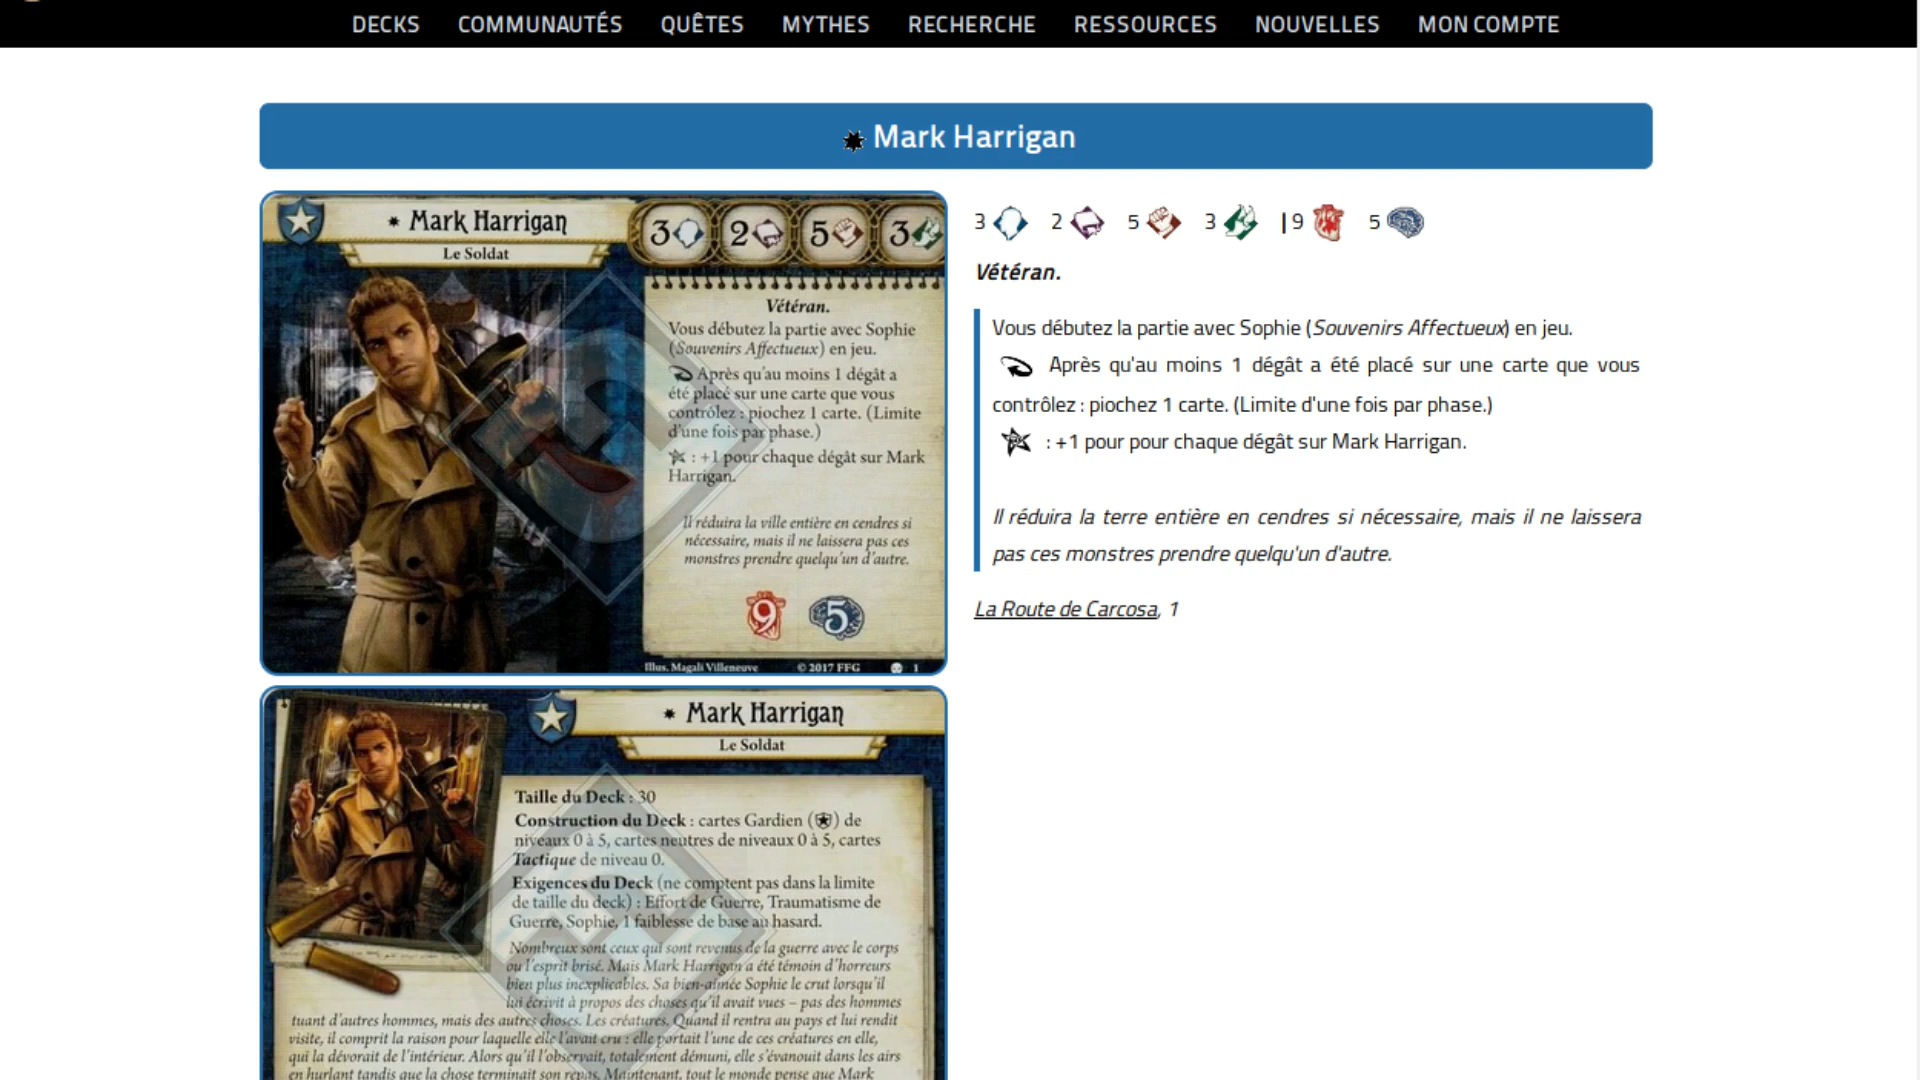 DECKS COMMUNAUTÉS QUÊTES MYTHES RECHERCHE RESSOURCES NOUVELLES MON COMPTE
Mark Harrigan
Mark Harrigan
Le Soldat
3 2 5 3
Vétéran.
Vous débutez la partie avec Sophie
(Souvenirs Affectueux) en jeu.
Après qu'au moins 1 dégât a
été placé sur une carte que vous
contrôlez : piochez 1 carte. (Limite
d'une fois par phase.)
: +1 pour chaque dégât sur Mark
Harrigan.
Il réduira la ville entière en cendres si
nécessaire, mais il ne laissera pas ces
monstres prendre quelqu'un d'autre.
9 5
Illus. Magali Villeneuve © 2017 FFG 1
3 2 5 3 | 9 5
Vétéran.
Vous débutez la partie avec Sophie (Souvenirs Affectueux) en jeu.
Après qu'au moins 1 dégât a été placé sur une carte que vous
contrôlez : piochez 1 carte. (Limite d'une fois par phase.)
: +1 pour pour chaque dégât sur Mark Harrigan.
Il réduira la terre entière en cendres si nécessaire, mais il ne laissera
pas ces monstres prendre quelqu'un d'autre.
La Route de Carcosa, 1
Mark Harrigan
Le Soldat
Taille du Deck : 30
Construction du Deck : cartes Gardien () de
niveaux 0 à 5, cartes neutres de niveaux 0 à 5, cartes
Tactique de niveau 0.
Exigences du Deck (ne comptent pas dans la limite
de taille du deck) : Effort de Guerre, Traumatisme de
Guerre, Sophie, 1 faiblesse de base au hasard.
Nombreux sont ceux qui sont revenus de la guerre avec le corps
ou l'esprit brisé. Mais Mark Harrigan a été témoin d'horreurs
bien plus inexplicables. Sa bien-aimée Sophie le crut lorsqu'il
lui écrivit à propos des choses qu'il avait vues – pas des hommes
tuant d'autres hommes, mais des autres choses. Les créatures. Quand il rentra au pays et lui rendit
visite, il comprit la raison pour laquelle elle l'avait cru : elle portait l'une de ces créatures en elle,
qui la dévorait de l'intérieur. Alors qu'il l'observait, totalement démuni, elle s'évanouit dans les airs
en hurlant tandis que la chose terminait son repas. Maintenant, tout le monde pense que Mark